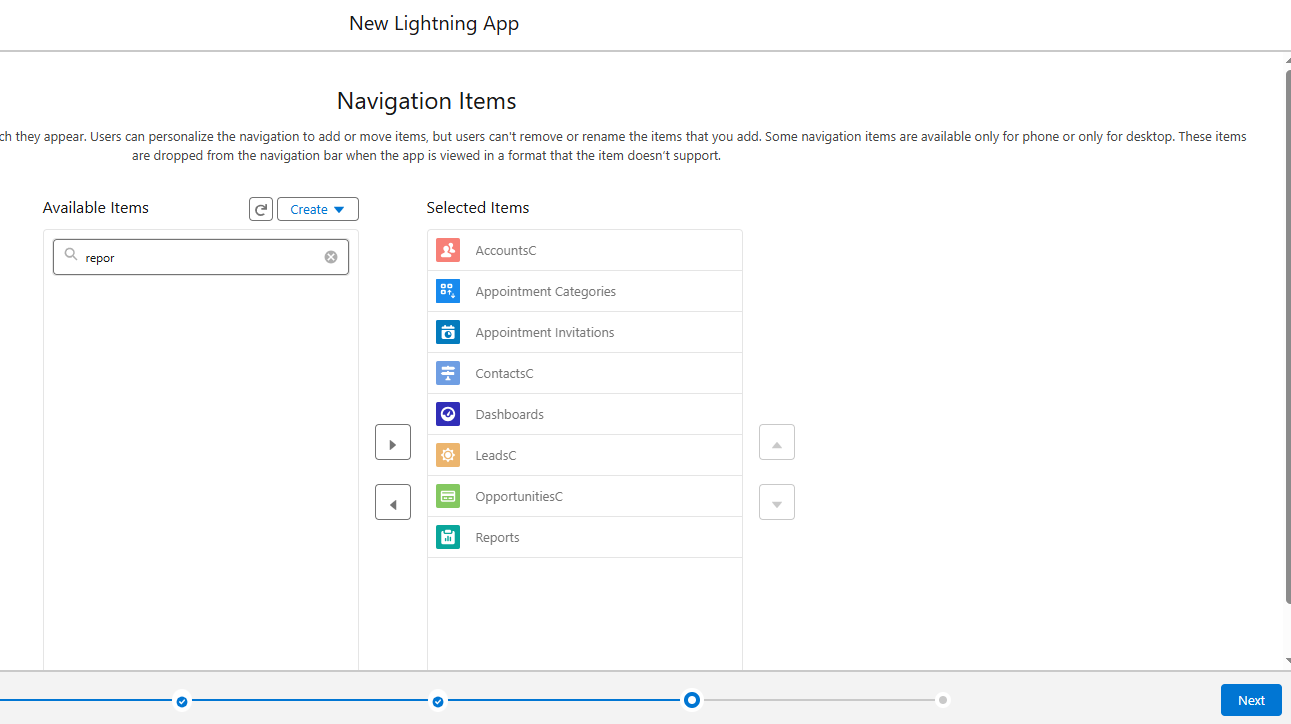 New Lightning App
Navigation Items
ch they appear. Users can personalize the navigation to add or move items, but users can't remove or rename the items that you add. Some navigation items are available only for phone or only for desktop. These items
are dropped from the navigation bar when the app is viewed in a format that the item doesn't support.
Available Items
Create
Selected Items
repor
AccountsC
Appointment Categories
Appointment Invitations
ContactsC
Dashboards
LeadsC
OpportunitiesC
Reports
Next